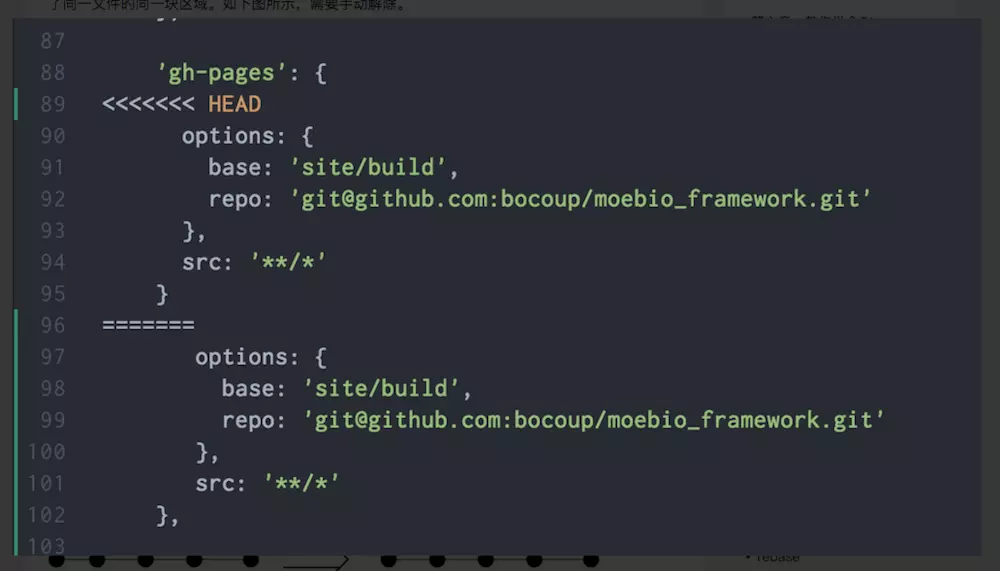 了同一文件的同一块区域。如下图所示，需要手动解除。
},
87
88 'gh-pages': {
89 <<<<<<< HEAD
90 options: {
91 base: 'site/build',
92 repo: 'git@github.com:bocoup/moebio_framework.git'
93 },
94 src: '**/*'
95 }
96 =======
97 options: {
98 base: 'site/build',
99 repo: 'git@github.com:bocoup/moebio_framework.git'
100 },
101 src: '**/*'
102 },
103
• rebase